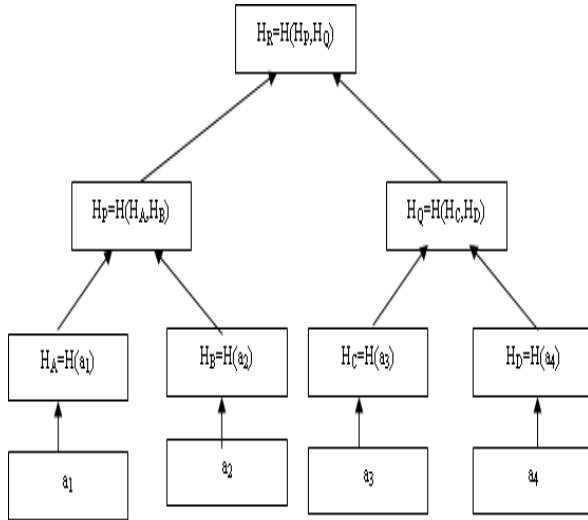 H_R=H(H_P,H_Q)
H_P=H(H_A,H_B)
H_Q=H(H_C,H_D)
H_A=H(a_1)
H_B=H(a_2)
H_C=H(a_3)
H_D=H(a_4)
a_1
a_2
a_3
a_4